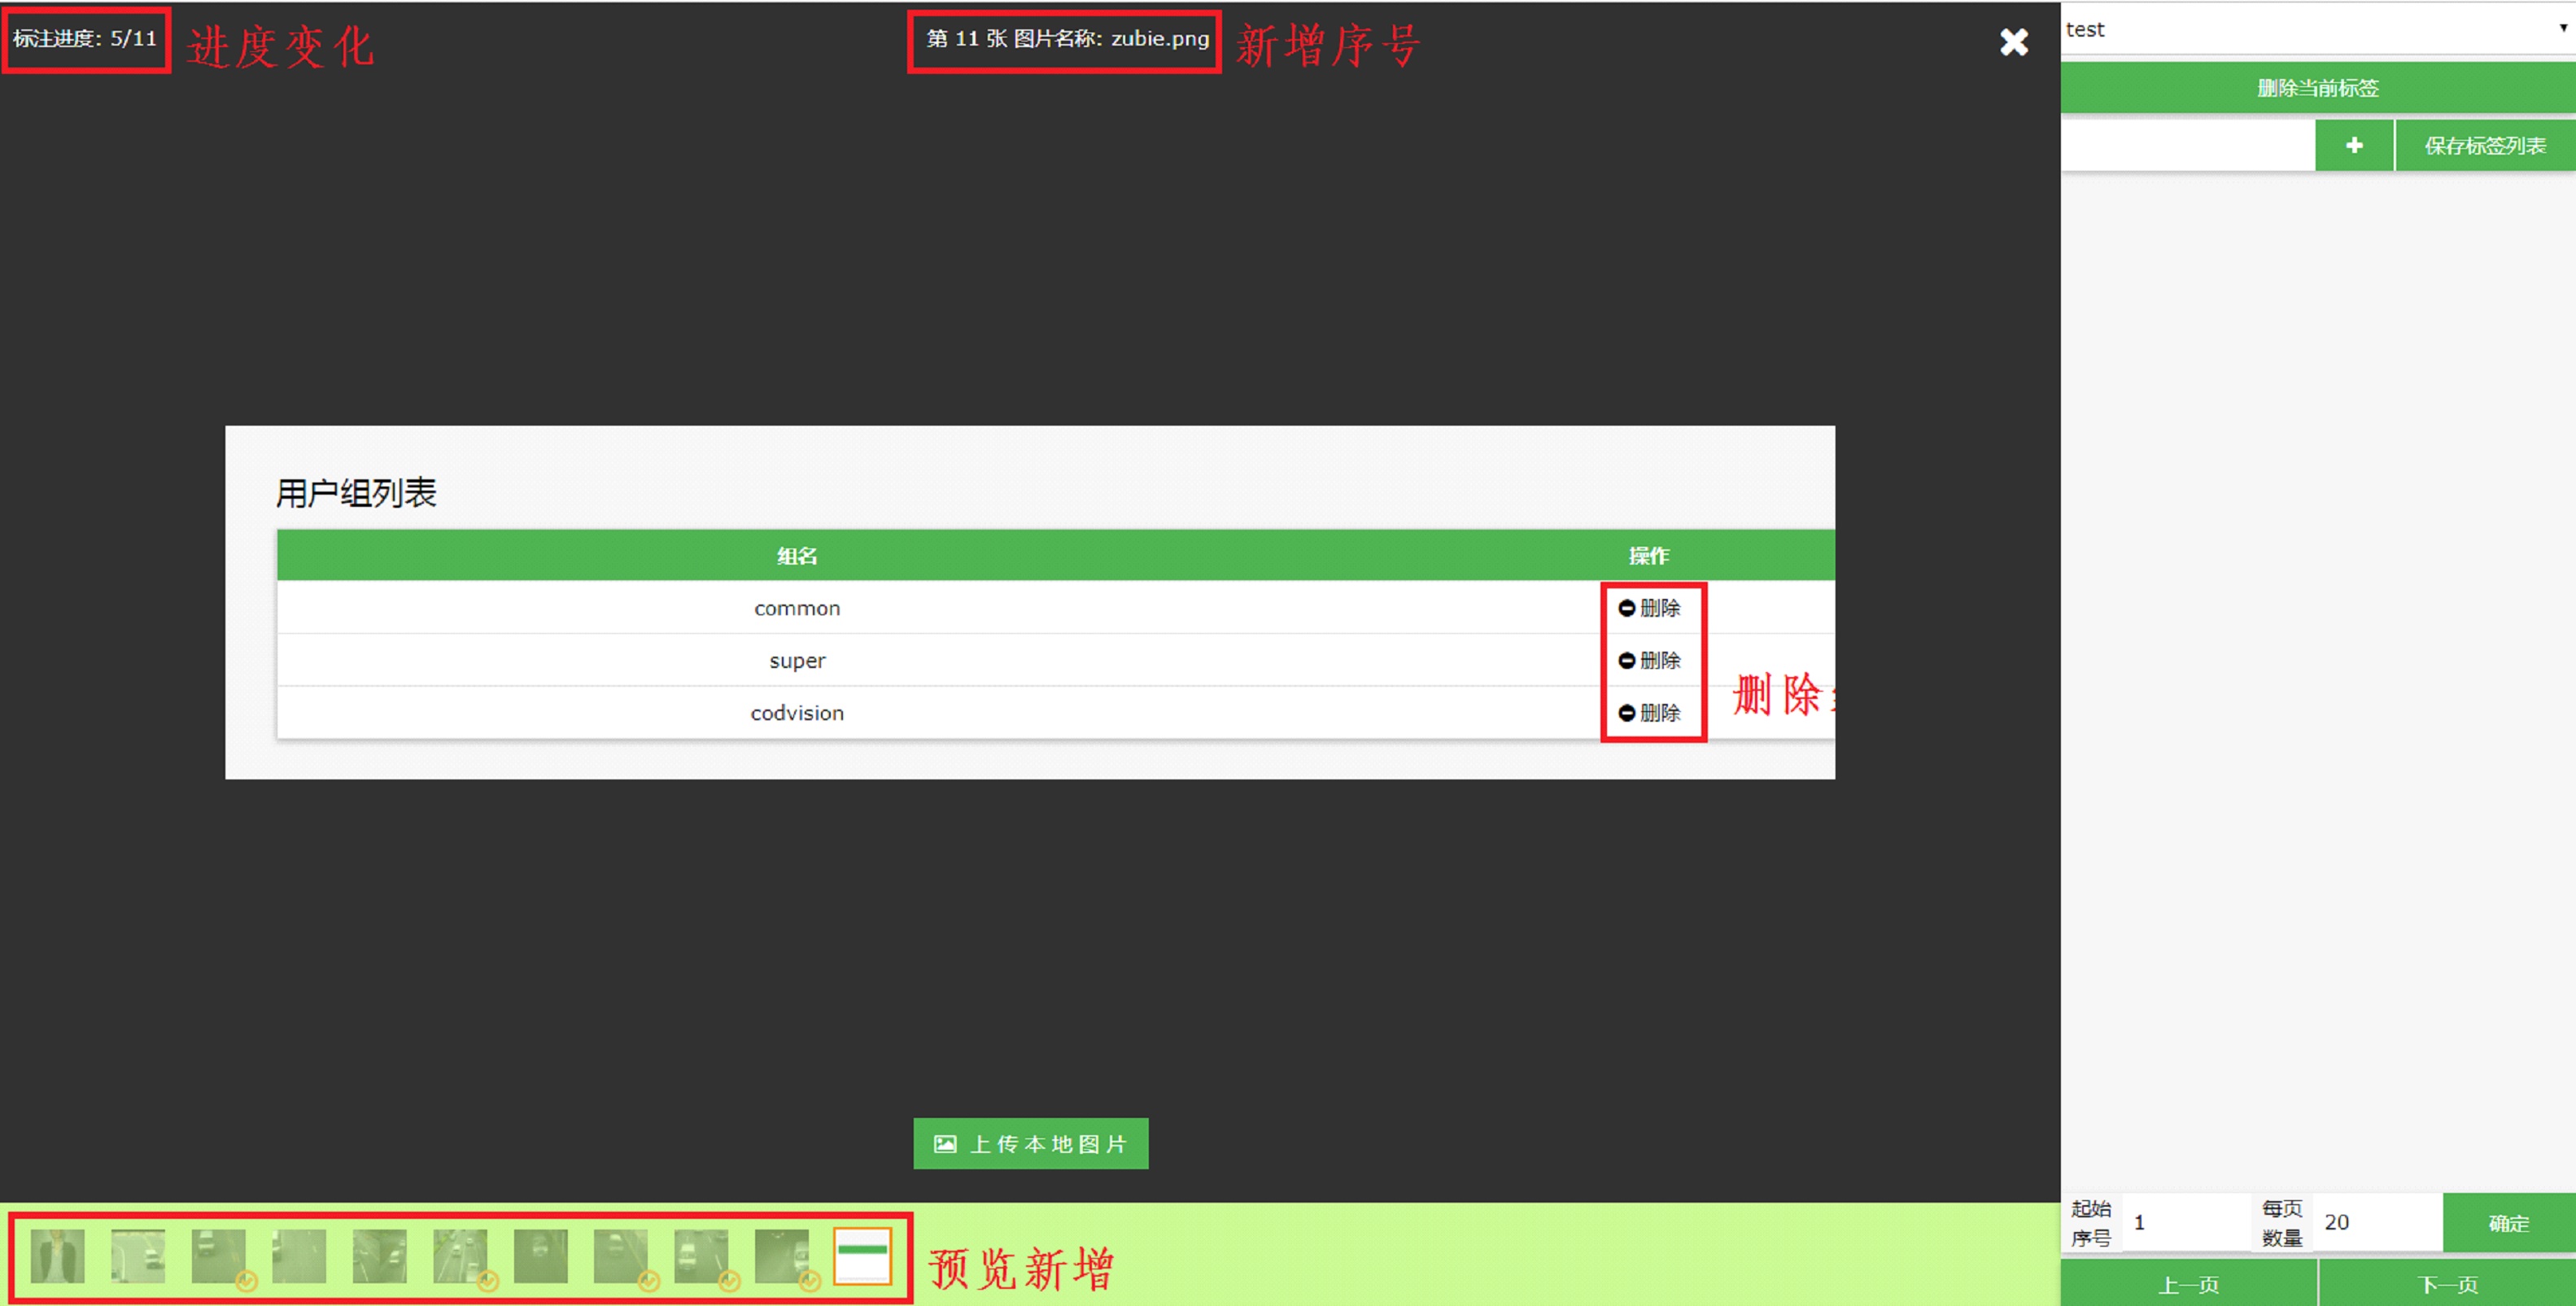 标注进度: 5/11
进度变化
第 11 张 图片名称: zubie.png
新增序号
test
删除当前标签
保存标签列表
用户组列表
组名 操作
common 删除
super 删除
codvision 删除
删除
上传本地图片
预览新增
起始序号 1 每页数量 20 确定
上一页 下一页